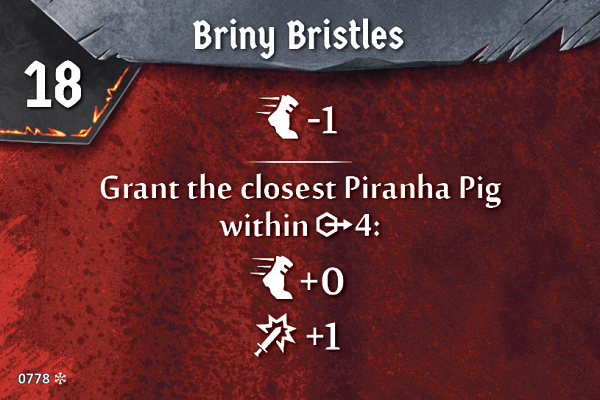 Briny Bristles
18
-1
Grant the closest Piranha Pig
within 4:
+0
+1
0778